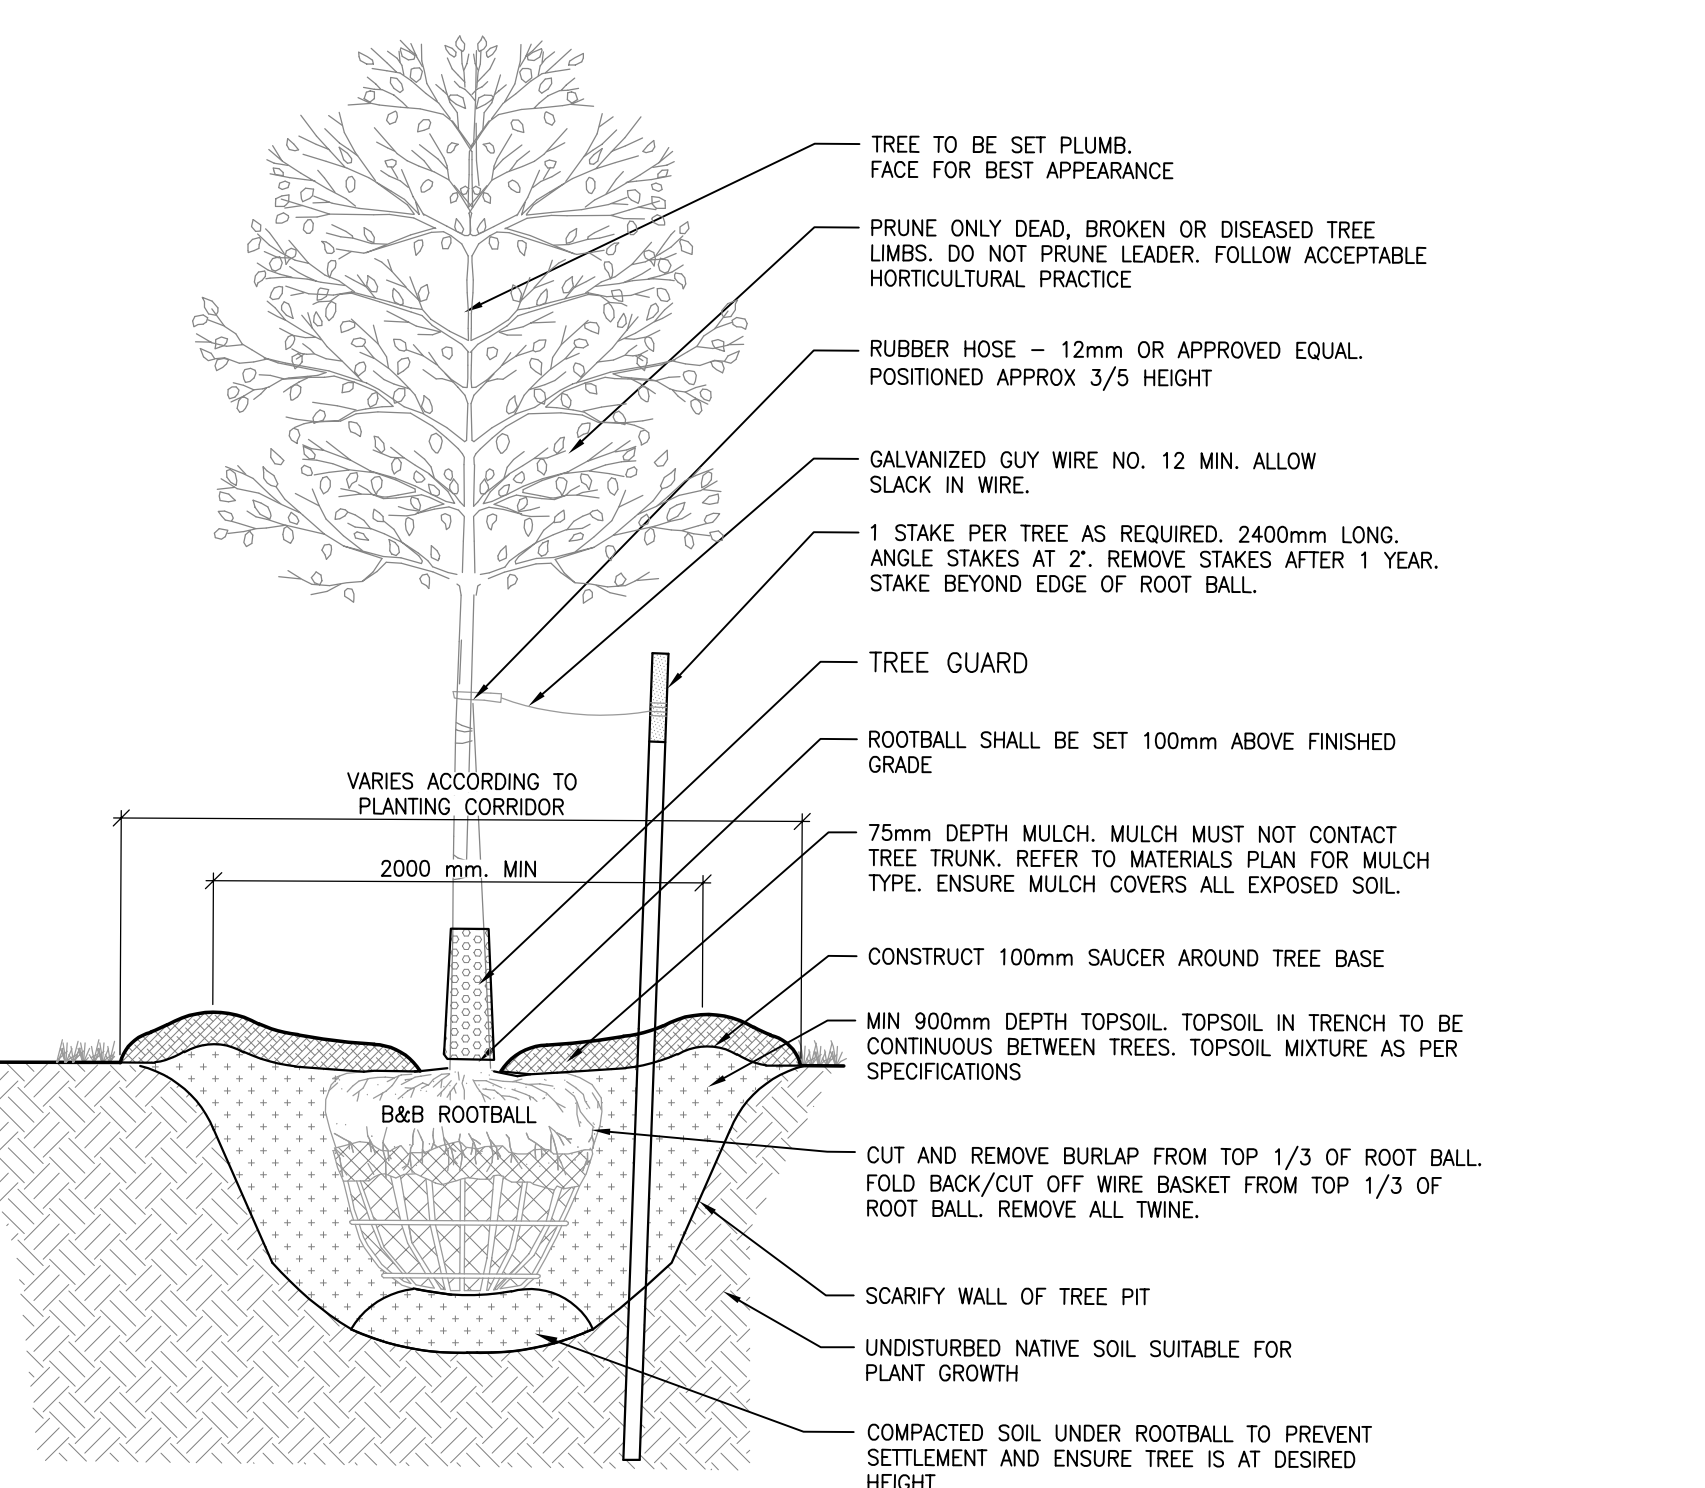 TREE TO BE SET PLUMB.
FACE FOR BEST APPEARANCE
PRUNE ONLY DEAD, BROKEN OR DISEASED TREE
LIMBS. DO NOT PRUNE LEADER. FOLLOW ACCEPTABLE
HORTICULTURAL PRACTICE
RUBBER HOSE – 12mm OR APPROVED EQUAL.
POSITIONED APPROX 3/5 HEIGHT
GALVANIZED GUY WIRE NO. 12 MIN. ALLOW
SLACK IN WIRE.
1 STAKE PER TREE AS REQUIRED. 2400mm LONG.
ANGLE STAKES AT 2°. REMOVE STAKES AFTER 1 YEAR.
STAKE BEYOND EDGE OF ROOT BALL.
TREE GUARD
ROOTBALL SHALL BE SET 100mm ABOVE FINISHED
GRADE
VARIES ACCORDING TO
PLANTING CORRIDOR
2000 mm. MIN
75mm DEPTH MULCH. MULCH MUST NOT CONTACT
TREE TRUNK. REFER TO MATERIALS PLAN FOR MULCH
TYPE. ENSURE MULCH COVERS ALL EXPOSED SOIL.
CONSTRUCT 100mm SAUCER AROUND TREE BASE
MIN 900mm DEPTH TOPSOIL. TOPSOIL IN TRENCH TO BE
CONTINUOUS BETWEEN TREES. TOPSOIL MIXTURE AS PER
SPECIFICATIONS
B&B ROOTBALL
CUT AND REMOVE BURLAP FROM TOP 1/3 OF ROOT BALL.
FOLD BACK/CUT OFF WIRE BASKET FROM TOP 1/3 OF
ROOT BALL. REMOVE ALL TWINE.
SCARIFY WALL OF TREE PIT
UNDISTURBED NATIVE SOIL SUITABLE FOR
PLANT GROWTH
COMPACTED SOIL UNDER ROOTBALL TO PREVENT
SETTLEMENT AND ENSURE TREE IS AT DESIRED
HEIGHT